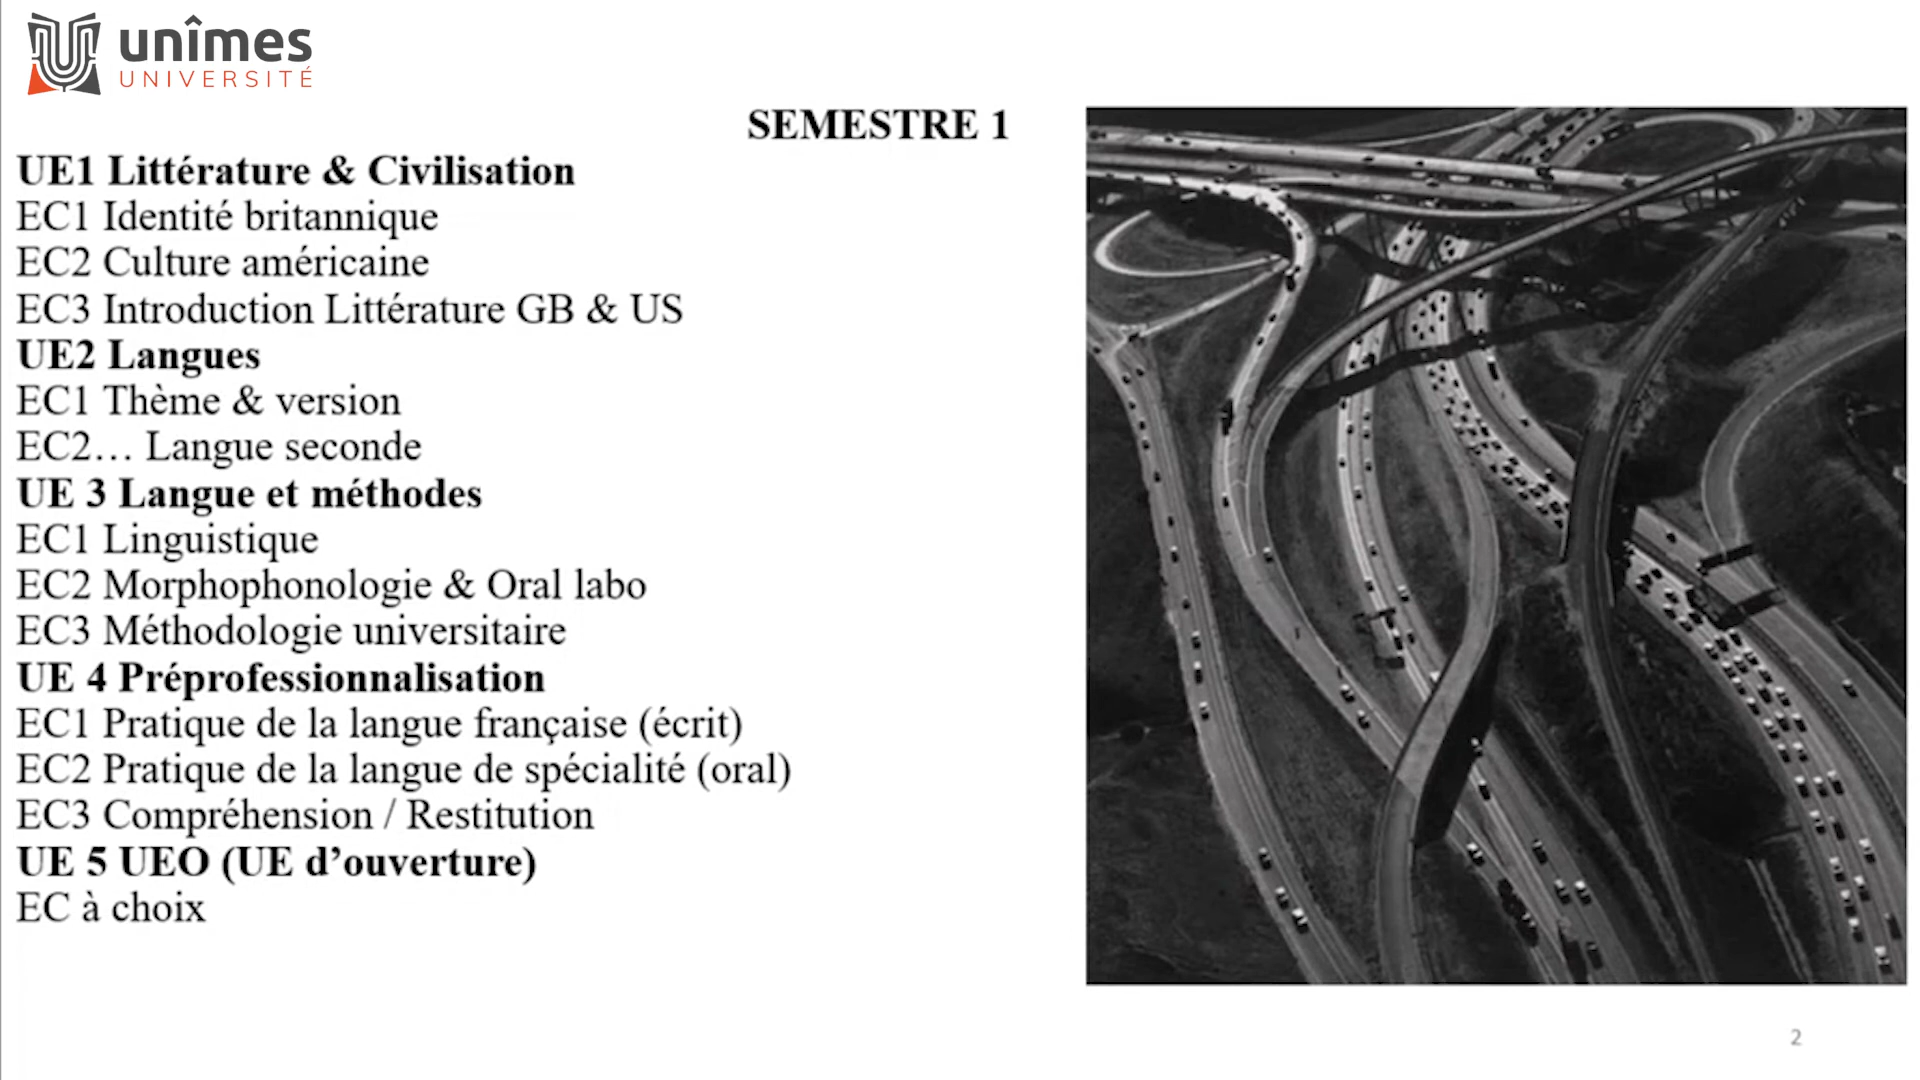 unîmes
UNIVERSITÉ
SEMESTRE 1
UE1 Littérature & Civilisation
EC1 Identité britannique
EC2 Culture américaine
EC3 Introduction Littérature GB & US
UE2 Langues
EC1 Thème & version
EC2… Langue seconde
UE 3 Langue et méthodes
EC1 Linguistique
EC2 Morphophonologie & Oral labo
EC3 Méthodologie universitaire
UE 4 Préprofessionnalisation
EC1 Pratique de la langue française (écrit)
EC2 Pratique de la langue de spécialité (oral)
EC3 Compréhension / Restitution
UE 5 UEO (UE d’ouverture)
EC à choix
2